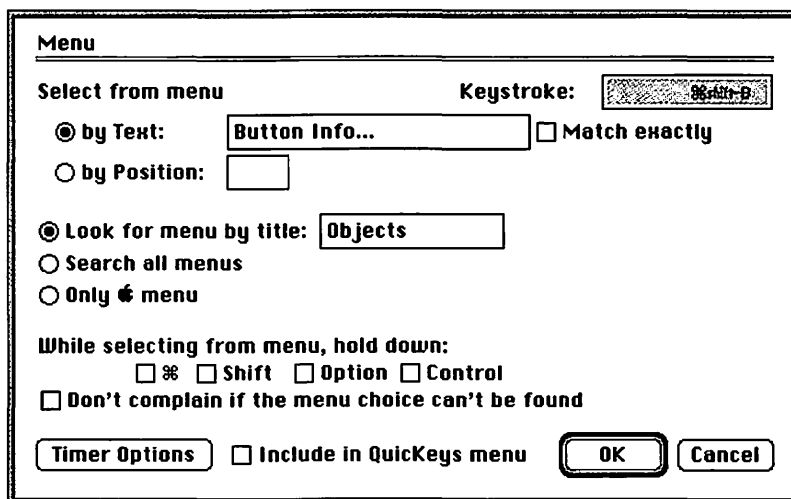 Menu
Select from menu Keystroke:
by Text: Button Info... Match exactly
by Position:
Look for menu by title: Objects
Search all menus
Only menu
While selecting from menu, hold down:
⌘ Shift Option Control
Don't complain if the menu choice can't be found
Timer Options Include in QuicKeys menu OK Cancel